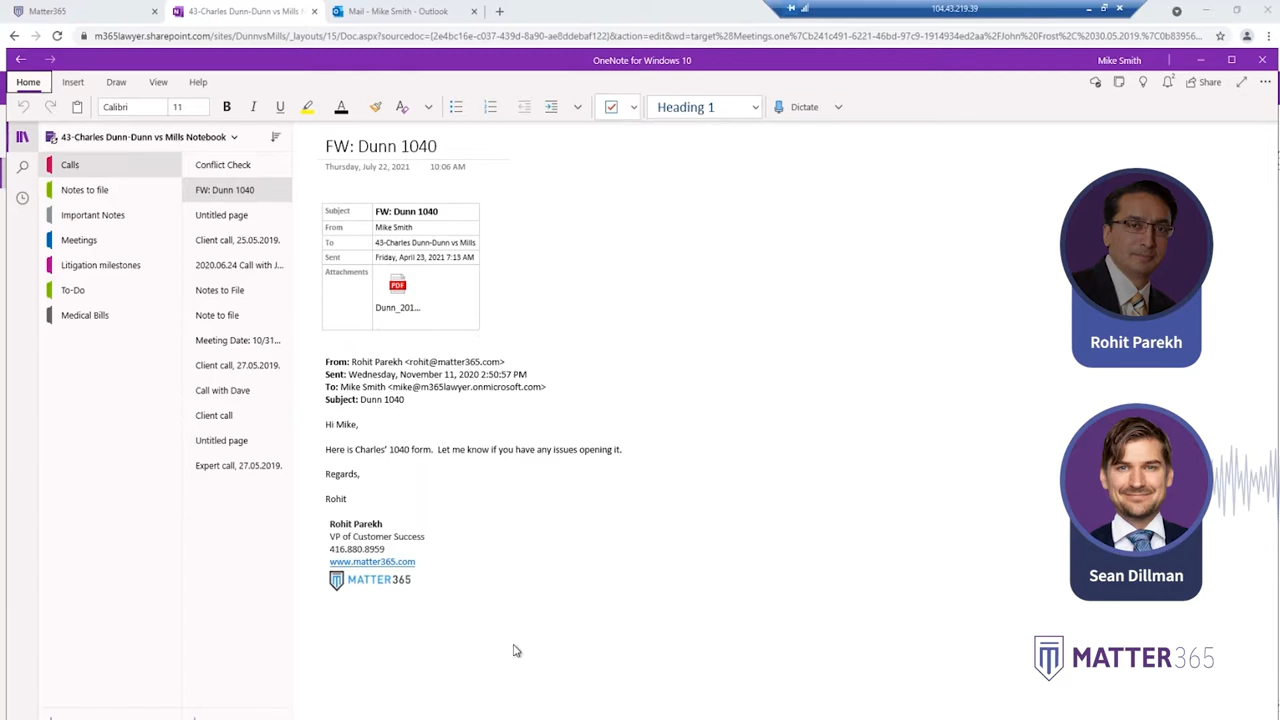 Matter365
43-Charles Dunn-Dunn vs Mills N
Mail - Mike Smith - Outlook
104.43.219.39
m365lawyer.sharepoint.com/sites/DunnvsMills/_layouts/15/Doc.aspx?sourcedoc={2e4bc16e-c037-439d-8a90-ae8ddebaf122}&action=edit&wd=target%28Meetings.one%7Cb241c491-6221-46bd-97c9-1914934ed2aa%2FJohn Frost%2C%2030.05.2019.%7C0b83956...
OneNote for Windows 10
Mike Smith
Home
Insert
Draw
View
Help
Share
Calibri
11
B
I
U
A
Heading 1
Dictate
43-Charles Dunn-Dunn vs Mills Notebook
Calls
Notes to file
Important Notes
Meetings
Litigation milestones
To-Do
Medical Bills
Conflict Check
FW: Dunn 1040
Untitled page
Client call, 25.05.2019.
2020.06.24 Call with J...
Notes to File
Note to file
Meeting Date: 10/31...
Client call, 27.05.2019.
Call with Dave
Client call
Untitled page
Expert call, 27.05.2019.
FW: Dunn 1040
Thursday, July 22, 2021 10:06 AM
Subject FW: Dunn 1040
From Mike Smith
To 43-Charles Dunn-Dunn vs Mills
Sent Friday, April 23, 2021 7:13 AM
Attachments
PDF
Dunn_201...
From: Rohit Parekh <rohit@matter365.com>
Sent: Wednesday, November 11, 2020 2:50:57 PM
To: Mike Smith <mike@m365lawyer.onmicrosoft.com>
Subject: Dunn 1040
Hi Mike,
Here is Charles' 1040 form. Let me know if you have any issues opening it.
Regards,
Rohit
Rohit Parekh
VP of Customer Success
416.880.8959
www.matter365.com
MATTER365
Rohit Parekh
Sean Dillman
MATTER365